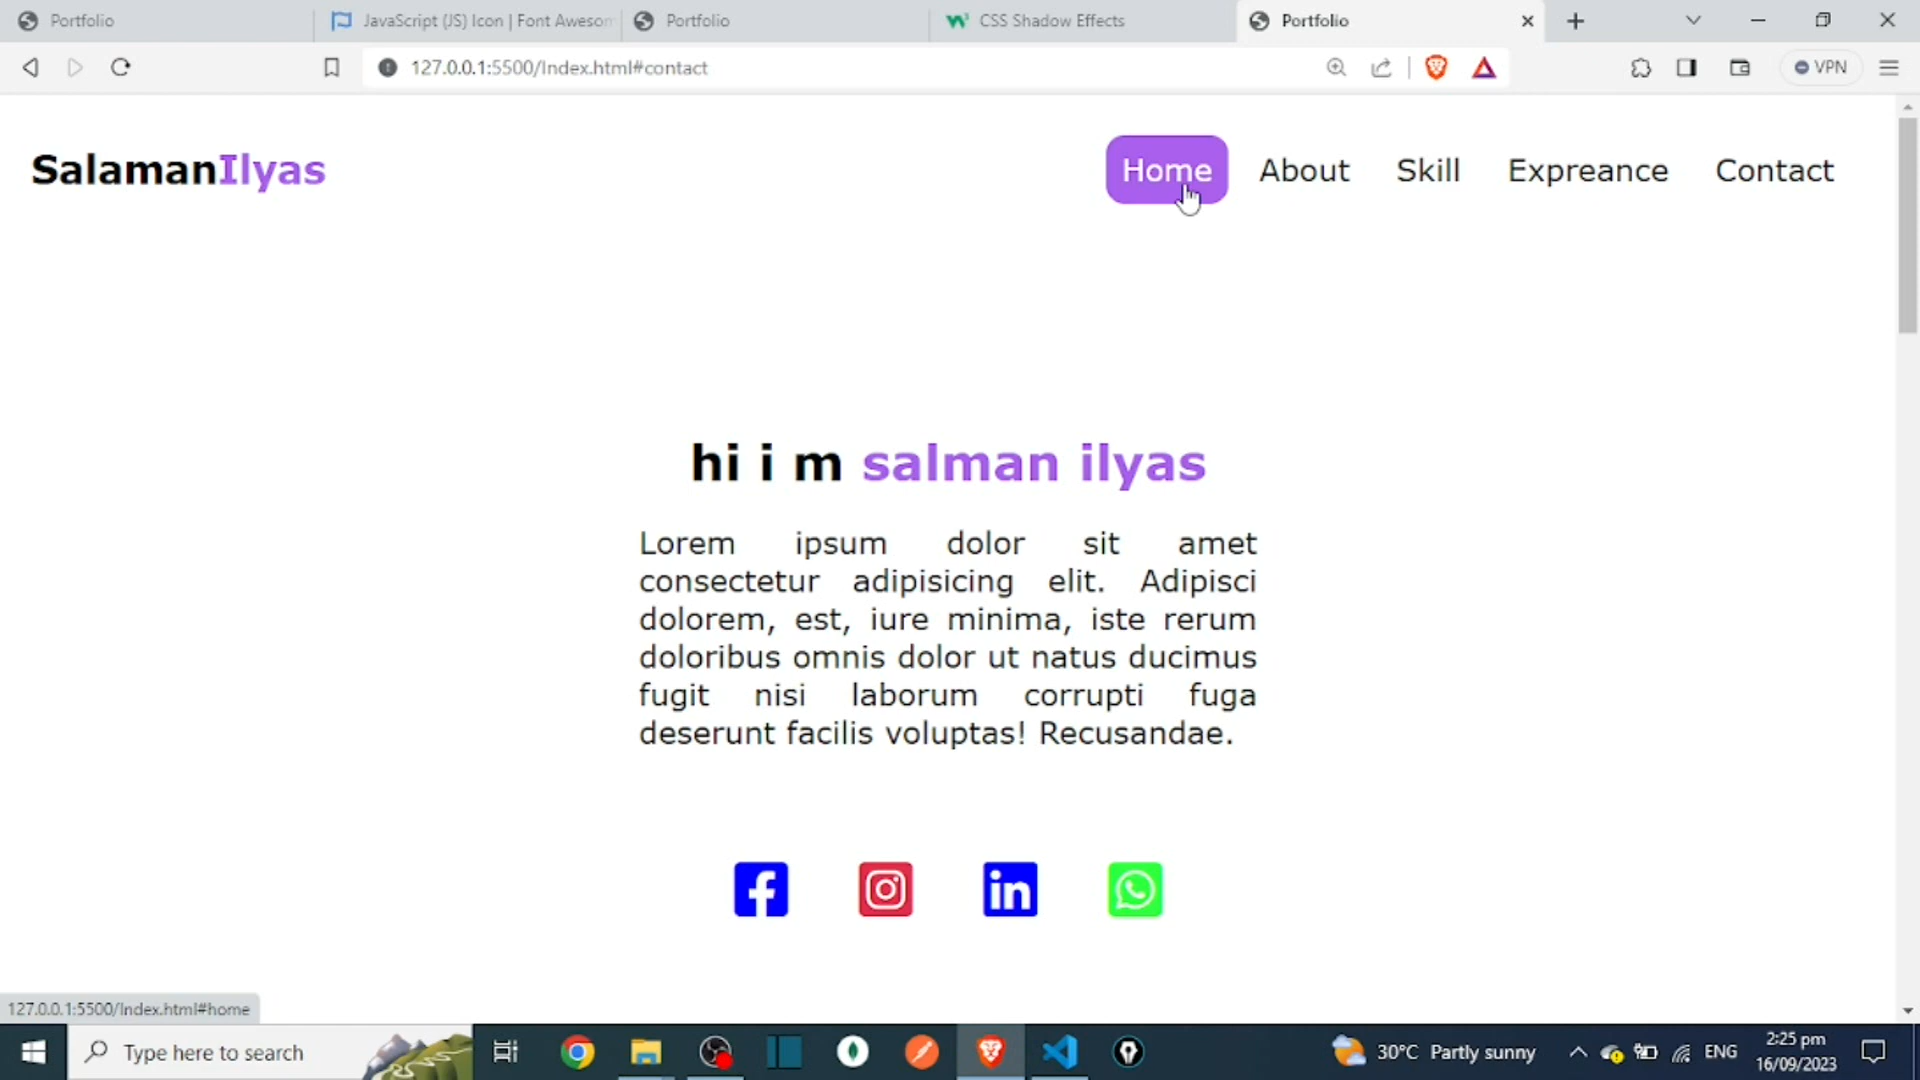 Portfolio
JavaScript (JS) Icon | Font Awesom
Portfolio
CSS Shadow Effects
Portfolio
127.0.0.1:5500/Index.html#contact
VPN
SalamanIlyas
Home
About
Skill
Expreance
Contact
hi i m salman ilyas
Lorem ipsum dolor sit amet
consectetur adipisicing elit. Adipisci
dolorem, est, iure minima, iste rerum
doloribus omnis dolor ut natus ducimus
fugit nisi laborum corrupti fuga
deserunt facilis voluptas! Recusandae.
127.0.0.1:5500/Index.html#home
Type here to search
30°C Partly sunny
ENG
2:25 pm
16/09/2023